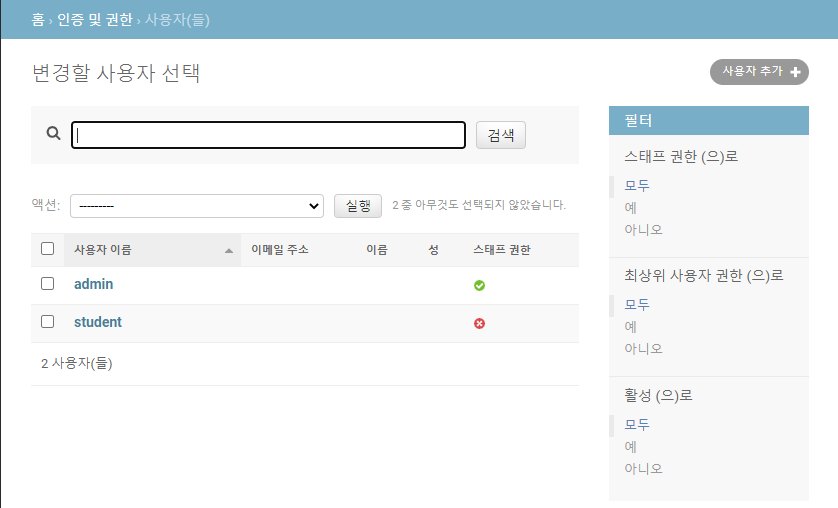 홈 › 인증 및 권한 › 사용자(들)
변경할 사용자 선택
사용자 추가 +
검색
액션: --------- 실행 2 중 아무것도 선택되지 않았습니다.
사용자 이름 이메일 주소 이름 성 스태프 권한
admin
student
2 사용자(들)
필터
스태프 권한 (으)로
모두
예
아니오
최상위 사용자 권한 (으)로
모두
예
아니오
활성 (으)로
모두
예
아니오